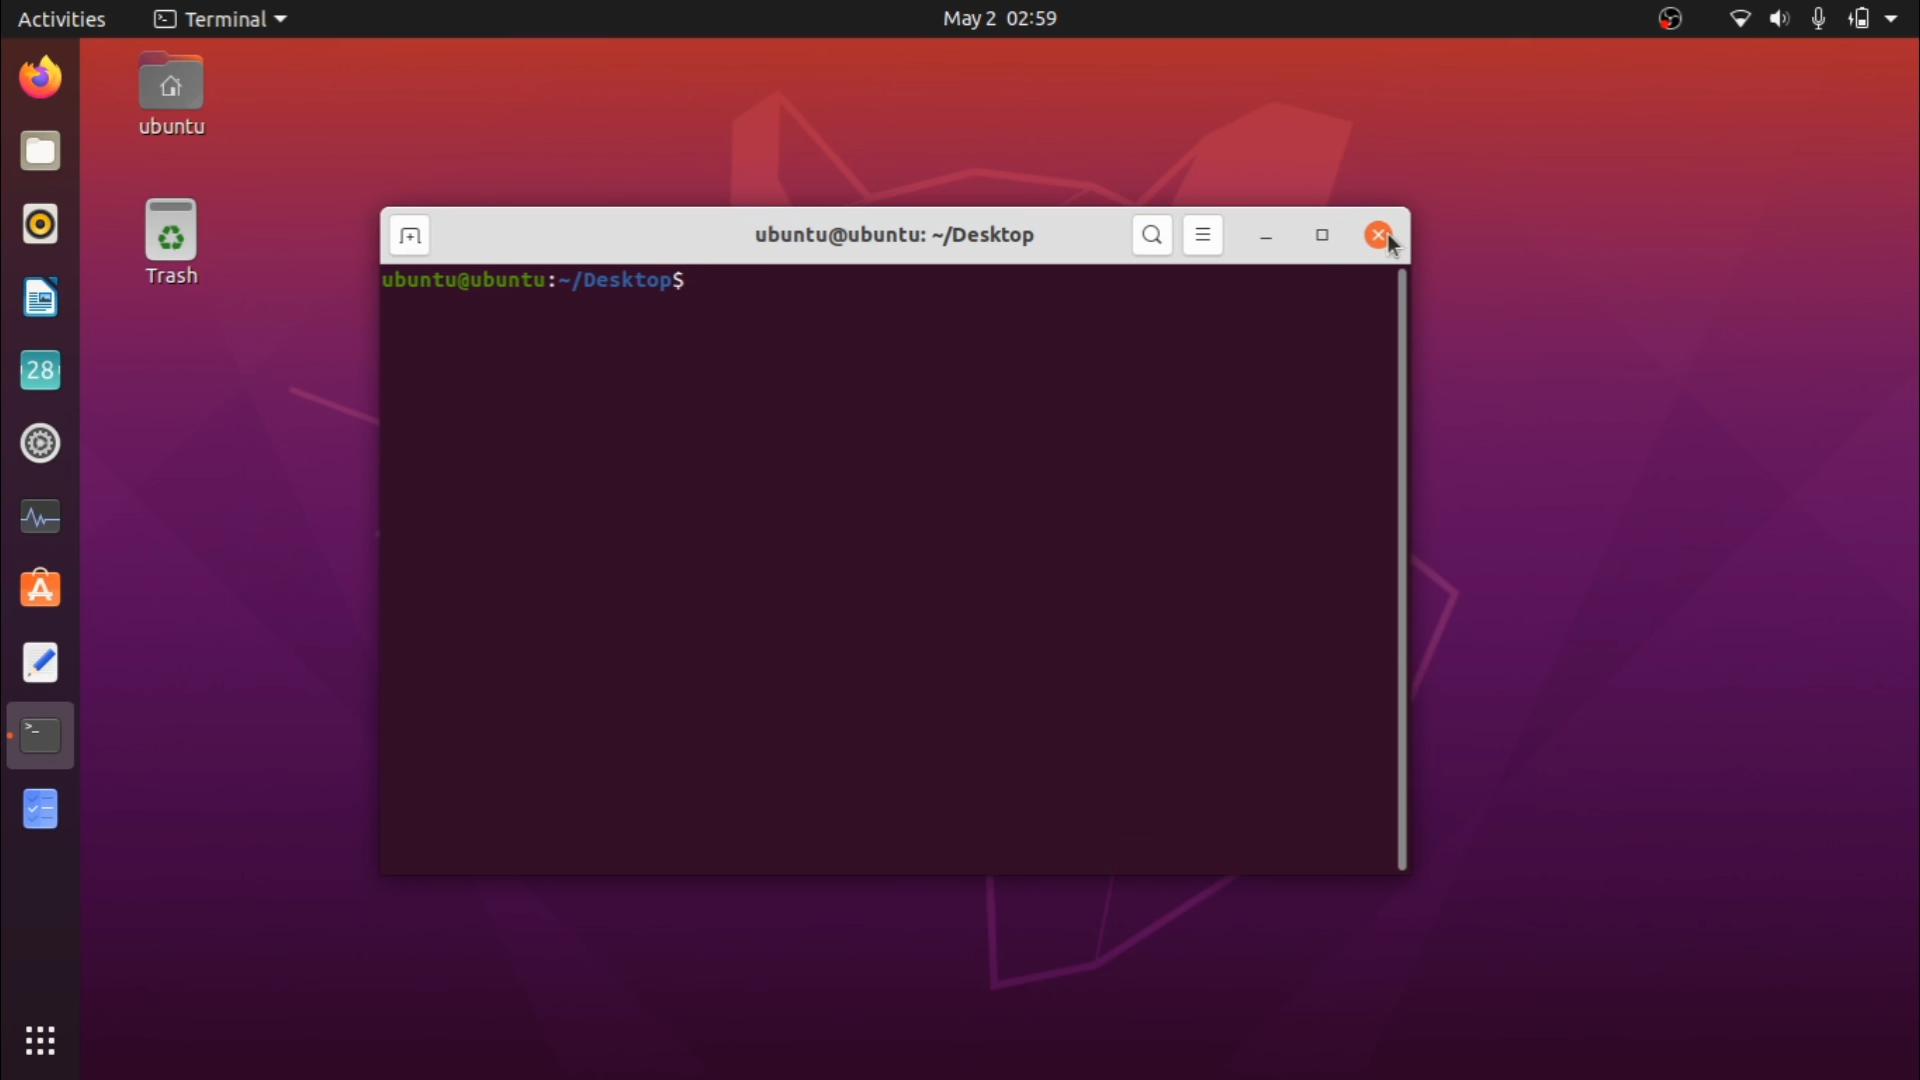 Activities Terminal May 2 02:59
ubuntu
Trash
ubuntu@ubuntu: ~/Desktop
ubuntu@ubuntu:~/Desktop$
28
>_